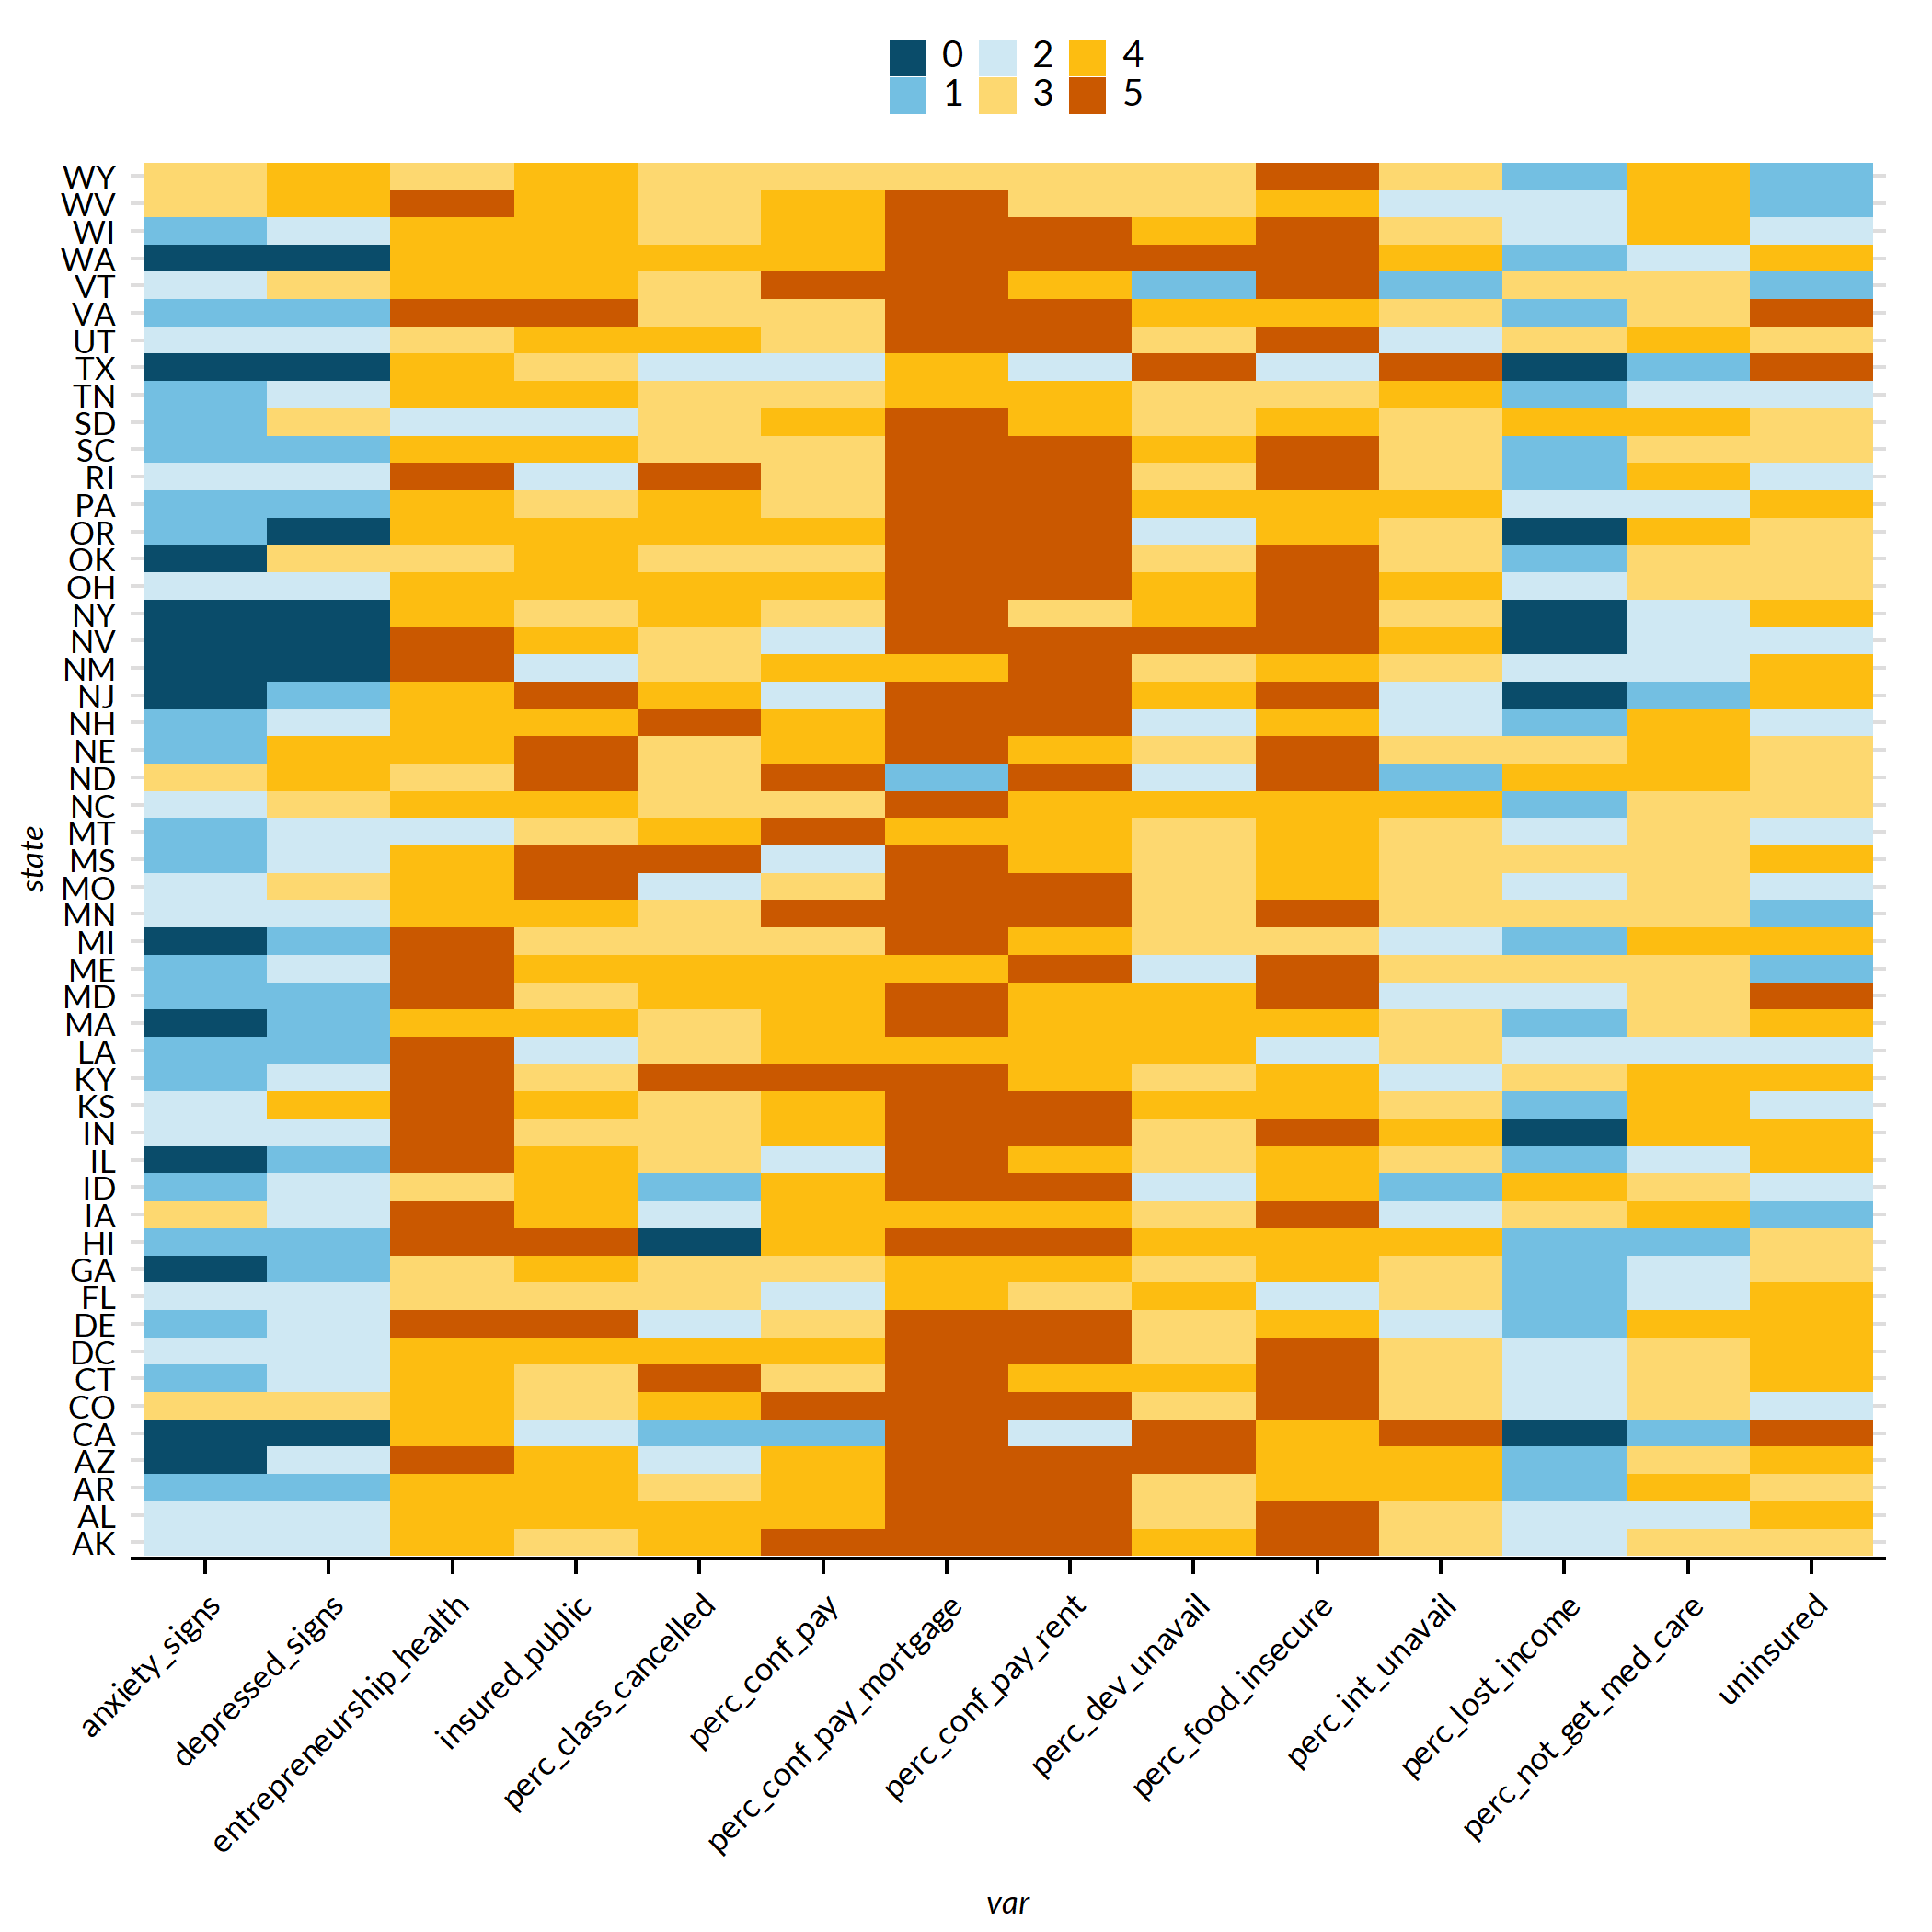 0 2 4
1 3 5
WY
WV
WI
WA
VT
VA
UT
TX
TN
SD
SC
RI
PA
OR
OK
OH
NY
NV
NM
NJ
NH
NE
ND
NC
MT
MS
MO
MN
MI
ME
MD
MA
LA
KY
KS
IN
IL
ID
IA
HI
GA
FL
DE
DC
CT
CO
CA
AZ
AR
AL
AK
state
anxiety_signs
depressed_signs
entrepreneurship_health
insured_public
perc_class_cancelled
perc_conf_pay
perc_conf_pay_mortgage
perc_conf_pay_rent
perc_dev_unavail
perc_food_insecure
perc_int_unavail
perc_lost_income
perc_not_get_med_care
uninsured
var